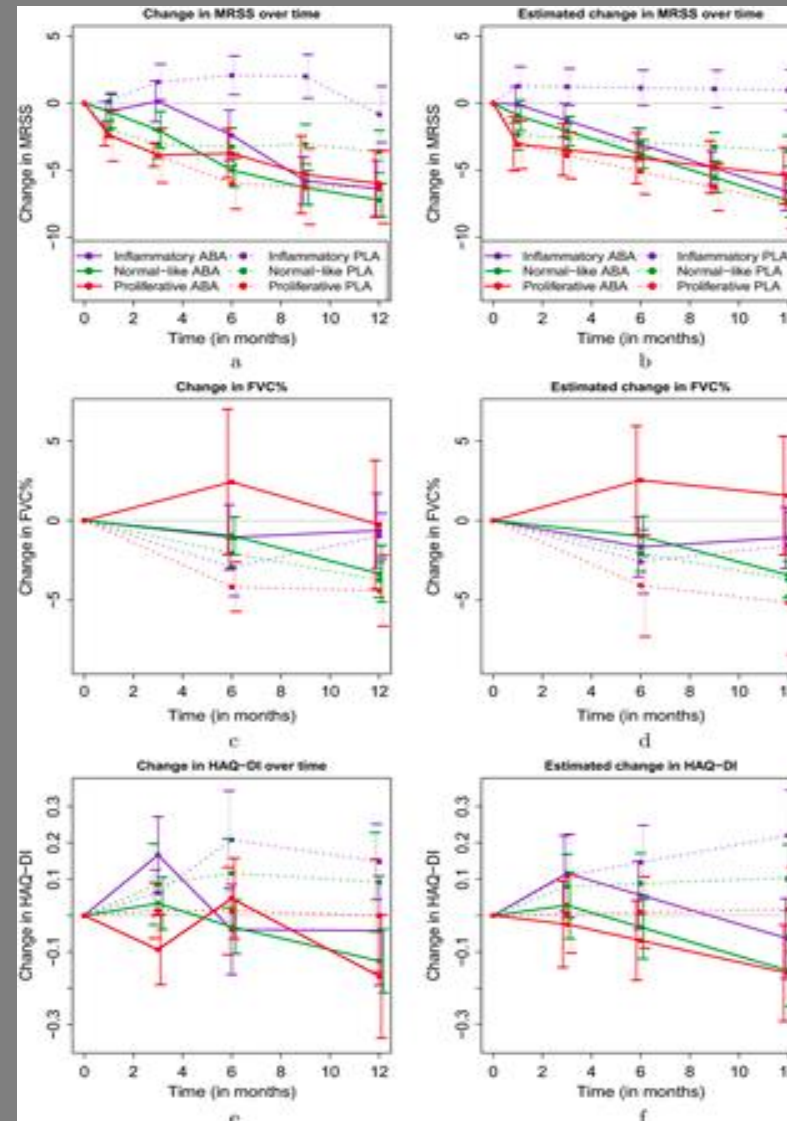 Change in MRSS over time
Estimated change in MRSS over time
Change in MRSS
5
0
−5
−10
Inflammatory ABA
Normal−like ABA
Proliferative ABA
Inflammatory PLA
Normal−like PLA
Proliferative PLA
0 2 4 6 8 10 12
Time (in months)
a
Change in MRSS
5
0
−5
−10
Inflammatory ABA
Normal−like ABA
Proliferative ABA
Inflammatory PLA
Normal−like PLA
Proliferative PLA
0 2 4 6 8 10 1
Time (in months)
b
Change in FVC%
Estimated change in FVC%
Change in FVC%
5
0
−5
0 2 4 6 8 10 12
Time (in months)
c
Change in FVC%
5
0
−5
0 2 4 6 8 10 1
Time (in months)
d
Change in HAQ−DI over time
Estimated change in HAQ−DI
Change in HAQ−DI
0.3
0.1
−0.1
−0.3
0 2 4 6 8 10 12
Time (in months)
e
Change in HAQ−DI
0.3
0.1
−0.1
−0.3
0 2 4 6 8 10 1
Time (in months)
f